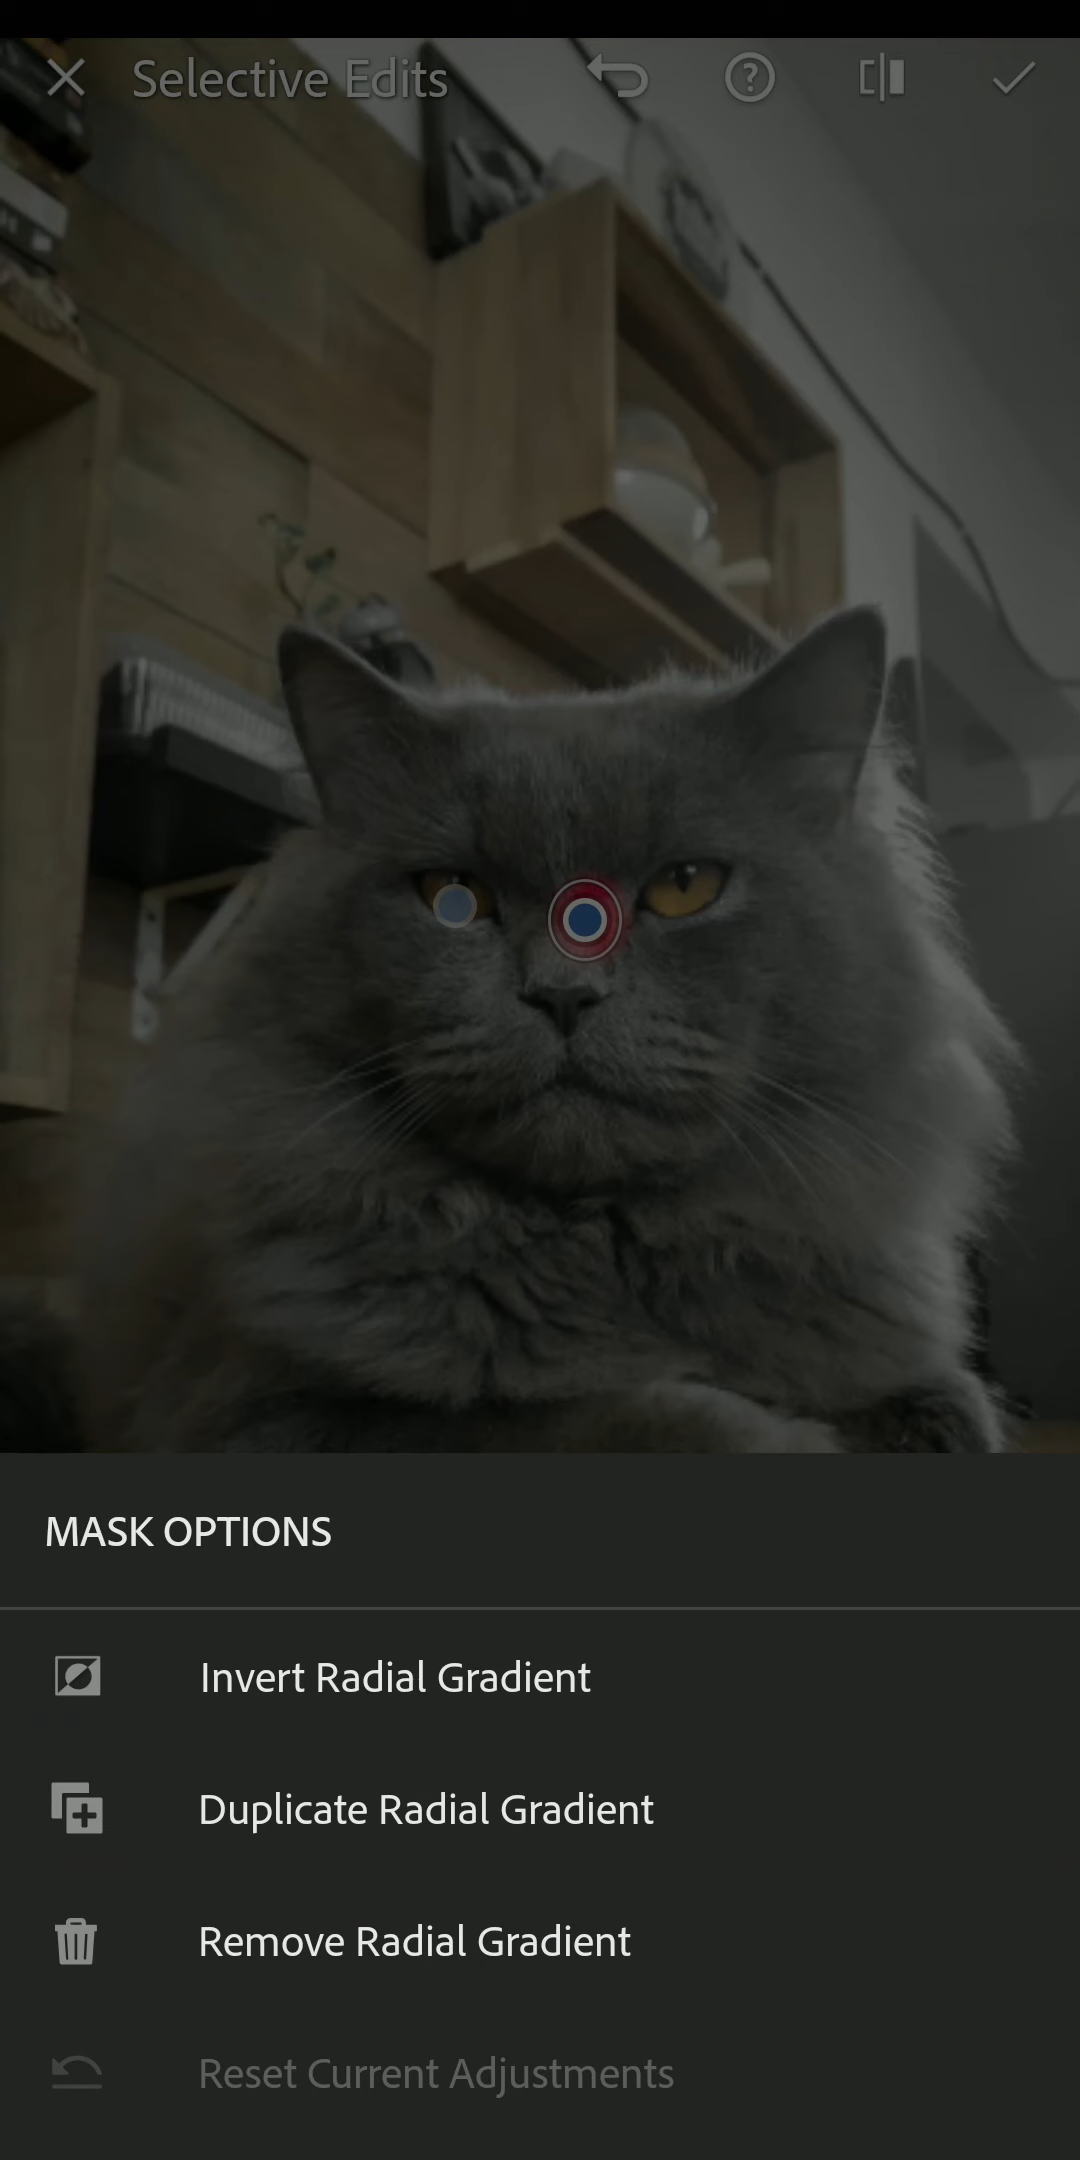 Selective Edits
MASK OPTIONS
Invert Radial Gradient
Duplicate Radial Gradient
Remove Radial Gradient
Reset Current Adjustments